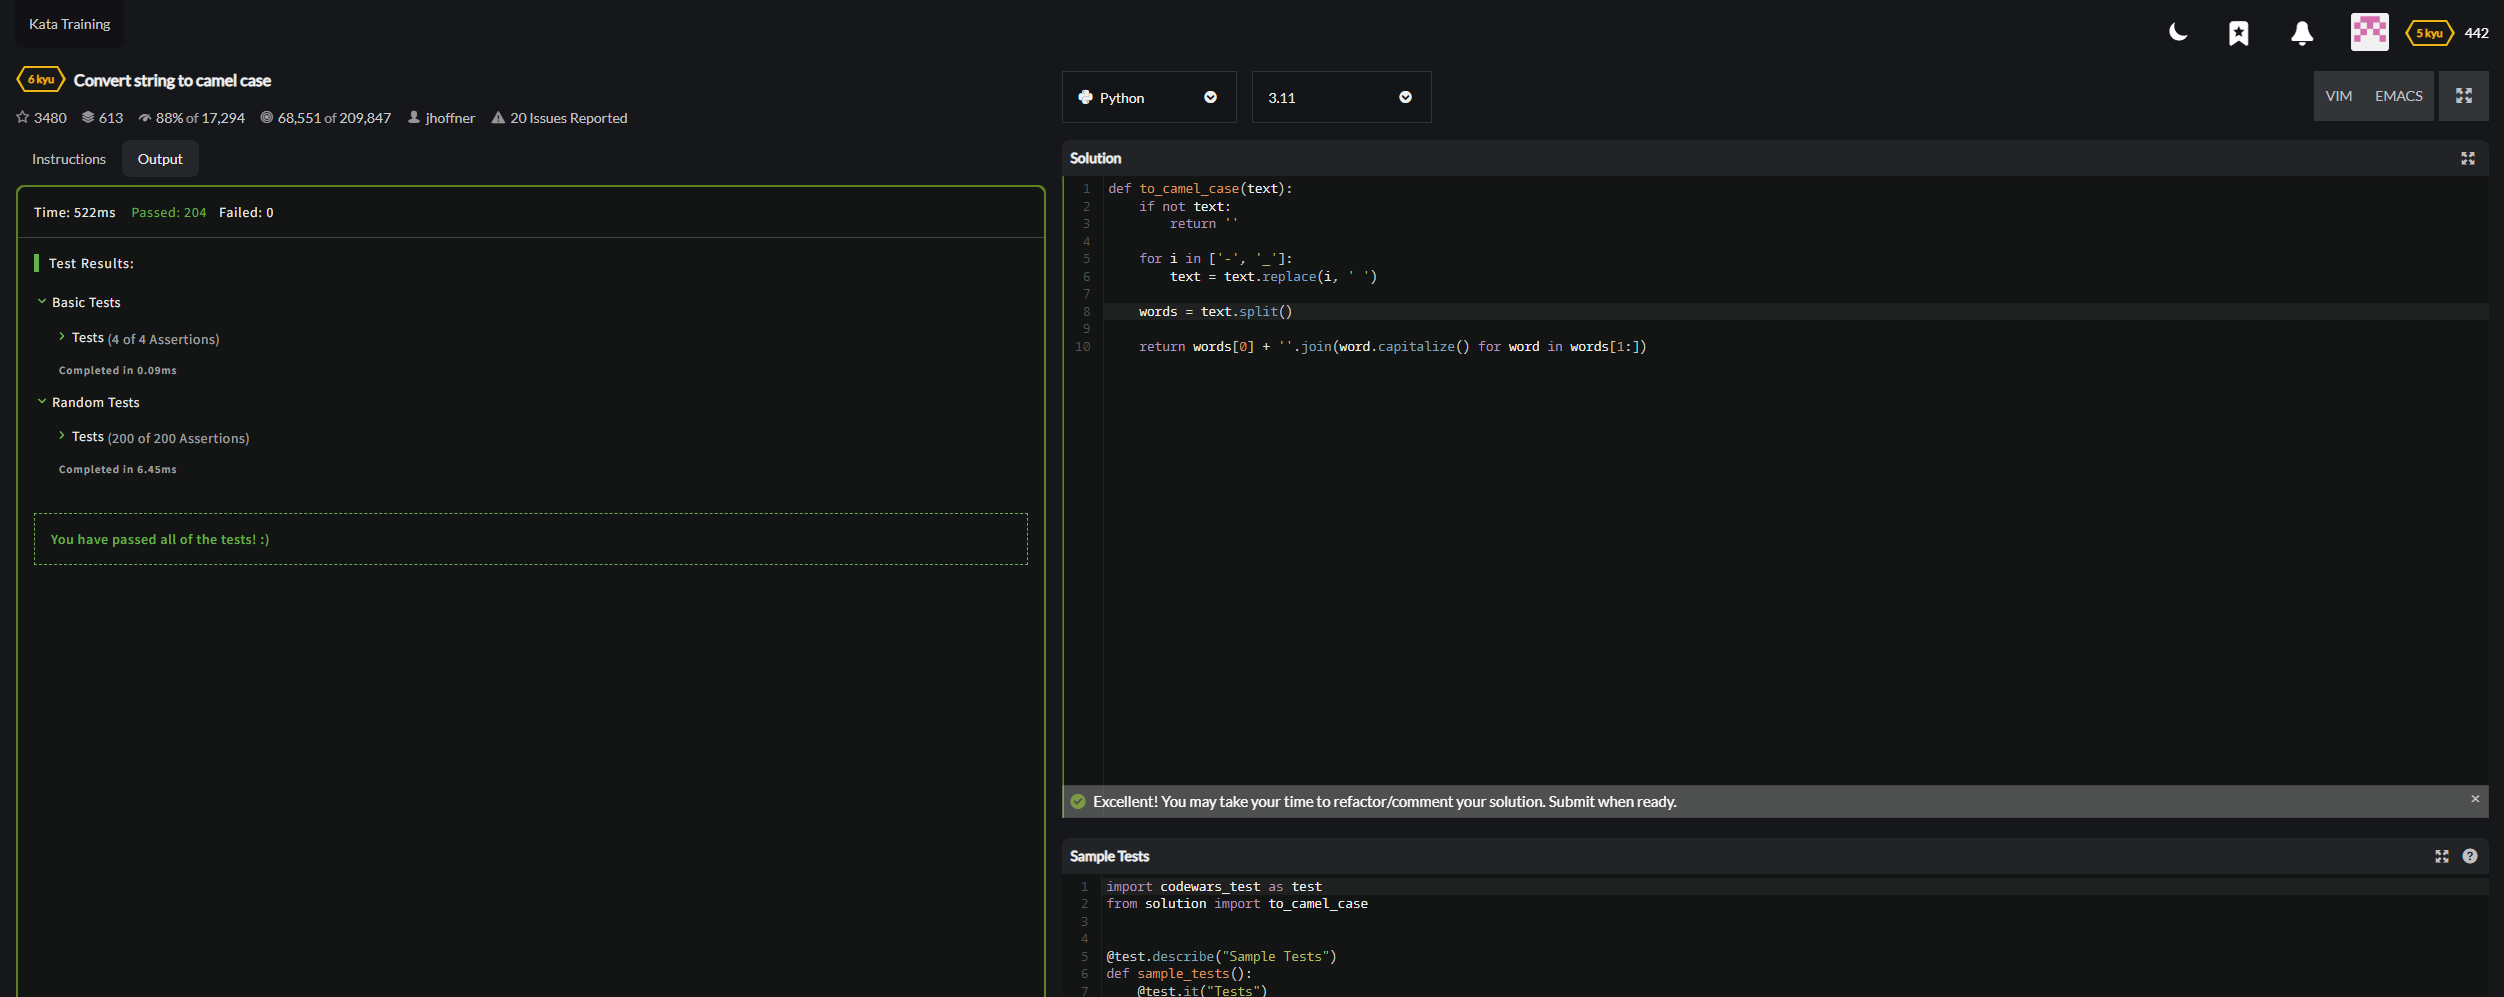 Kata Training
5 kyu 442
6 kyu Convert string to camel case
3480 613 88% of 17,294 68,551 of 209,847 jhoffner 20 Issues Reported
Instructions Output
Time: 522ms Passed: 204 Failed: 0
Test Results:
Basic Tests
Tests (4 of 4 Assertions)
Completed in 0.09ms
Random Tests
Tests (200 of 200 Assertions)
Completed in 6.45ms
You have passed all of the tests! :)
Python 3.11 VIM EMACS
Solution
1 def to_camel_case(text):
2     if not text:
3         return ''
4
5     for i in ['-', '_']:
6         text = text.replace(i, ' ')
7
8     words = text.split()
9
10     return words[0] + ''.join(word.capitalize() for word in words[1:])
Excellent! You may take your time to refactor/comment your solution. Submit when ready. ×
Sample Tests ?
1 import codewars_test as test
2 from solution import to_camel_case
3
4
5 @test.describe("Sample Tests")
6 def sample_tests():
7     @test.it("Tests")